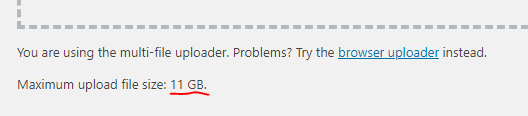 You are using the multi-file uploader. Problems? Try the browser uploader instead.
Maximum upload file size: 11 GB.